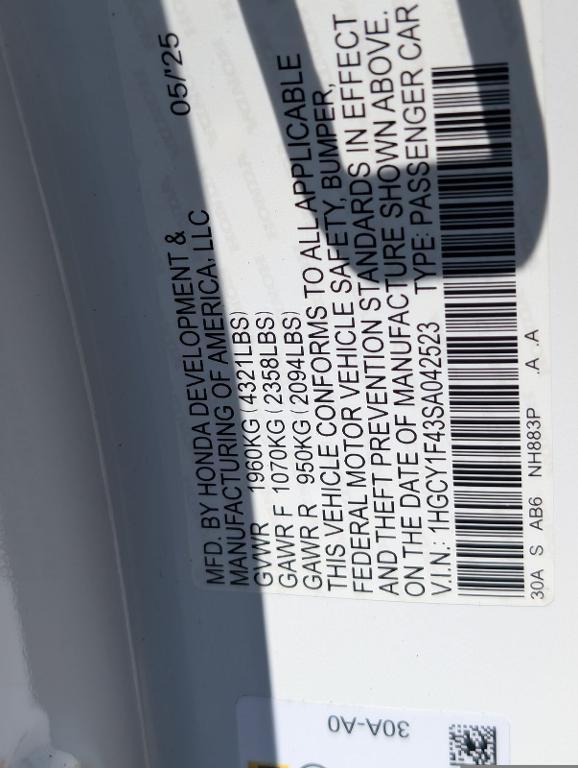 05/'25
MFD. BY HONDA DEVELOPMENT &
MANUFACTURING OF AMERICA, LLC
GVWR 1960KG (4321LBS)
GAWR F 1070KG (2358LBS)
GAWR R 950KG (2094LBS)
THIS VEHICLE CONFORMS TO ALL APPLICABLE
FEDERAL MOTOR VEHICLE SAFETY, BUMPER,
AND THEFT PREVENTION STANDARDS IN EFFECT
ON THE DATE OF MANUFACTURE SHOWN ABOVE.
V.I.N.: 1HGCY1F43SA042523 TYPE: PASSENGER CAR
30A S AB6 NH883P .A .A
30A-A0